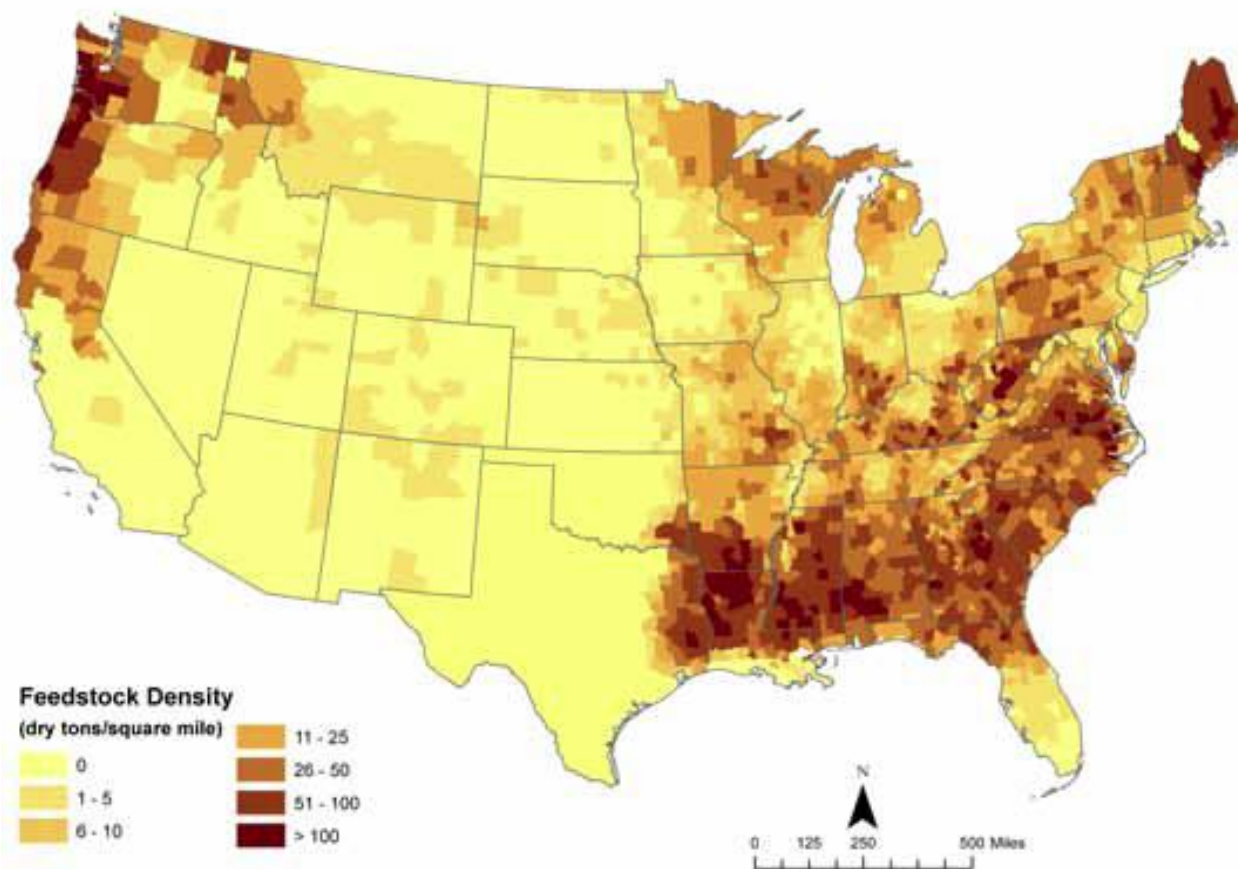 Feedstock Density
(dry tons/square mile)
0
1 - 5
6 - 10
11 - 25
26 - 50
51 - 100
> 100
N
0 125 250 500 Miles